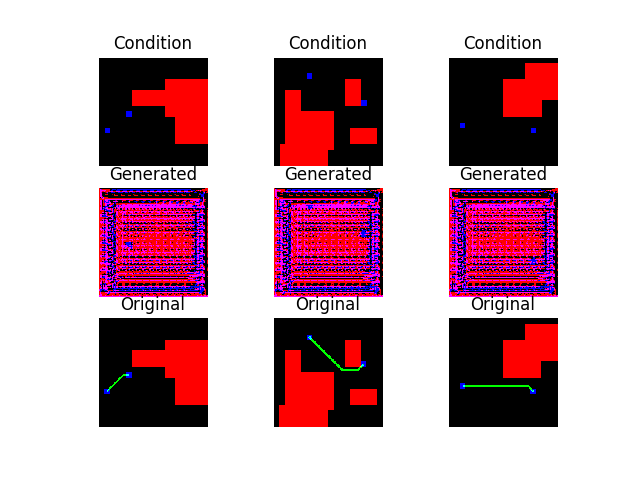 Condition Condition Condition
Generated Generated Generated
Original Original Original